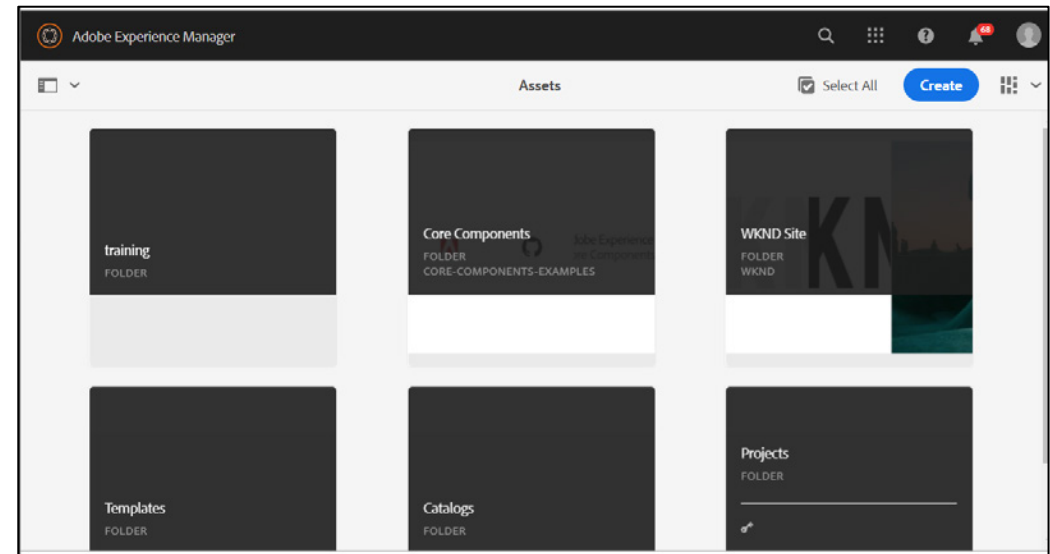 Adobe Experience Manager
68
Assets
Select All
Create
training
FOLDER
Core Components
FOLDER
CORE-COMPONENTS-EXAMPLES
WKND Site
FOLDER
WKND
Templates
FOLDER
Catalogs
FOLDER
Projects
FOLDER